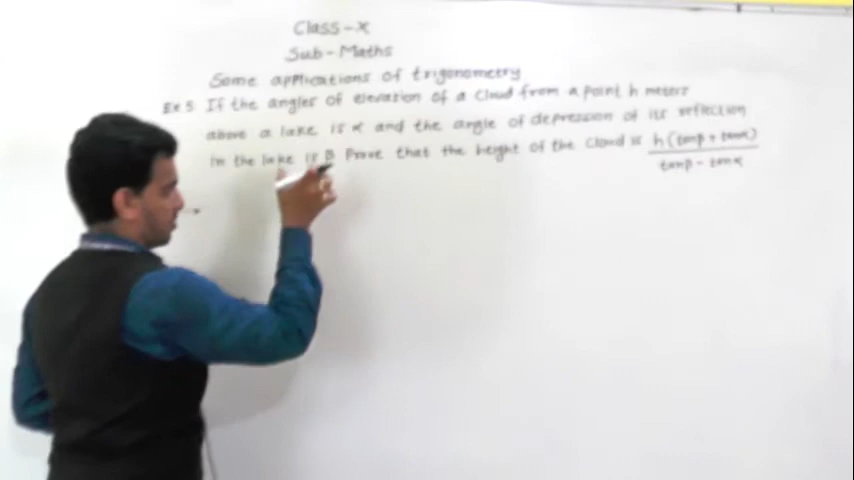 Class - X
Sub - Maths
Some applications of trigonometry
Ex 5 If the angles of elevation of a cloud from a point h meters
above a lake is α and the angle of depression of its reflection
in the lake is β Prove that the height of the cloud is h(tanβ + tanα)
tanβ - tanα